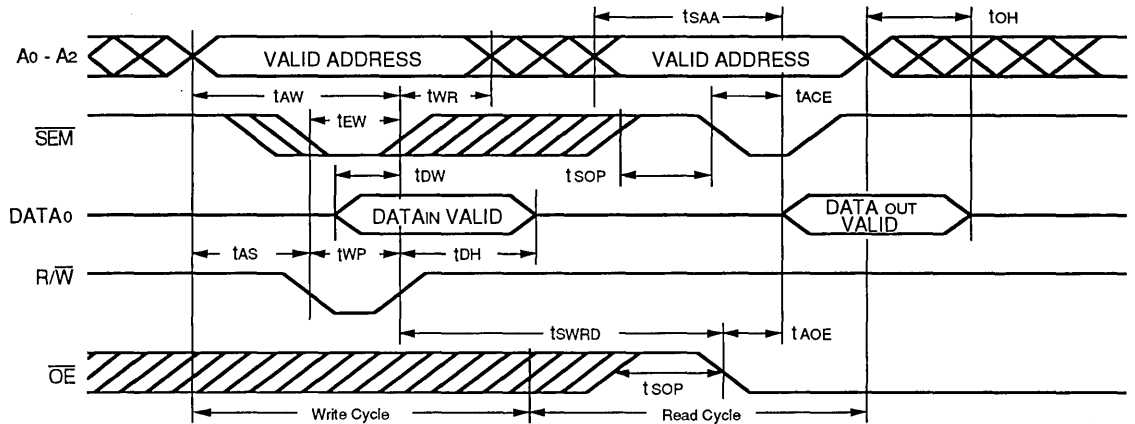 tSAA
tOH
A0 - A2
VALID ADDRESS
VALID ADDRESS
tAW
tWR
tACE
SEM
tEW
tDW
tSOP
DATA0
DATAIN VALID
DATA OUT
VALID
tAS
tWP
tDH
R/W
tSWRD
tAOE
OE
tSOP
Write Cycle
Read Cycle